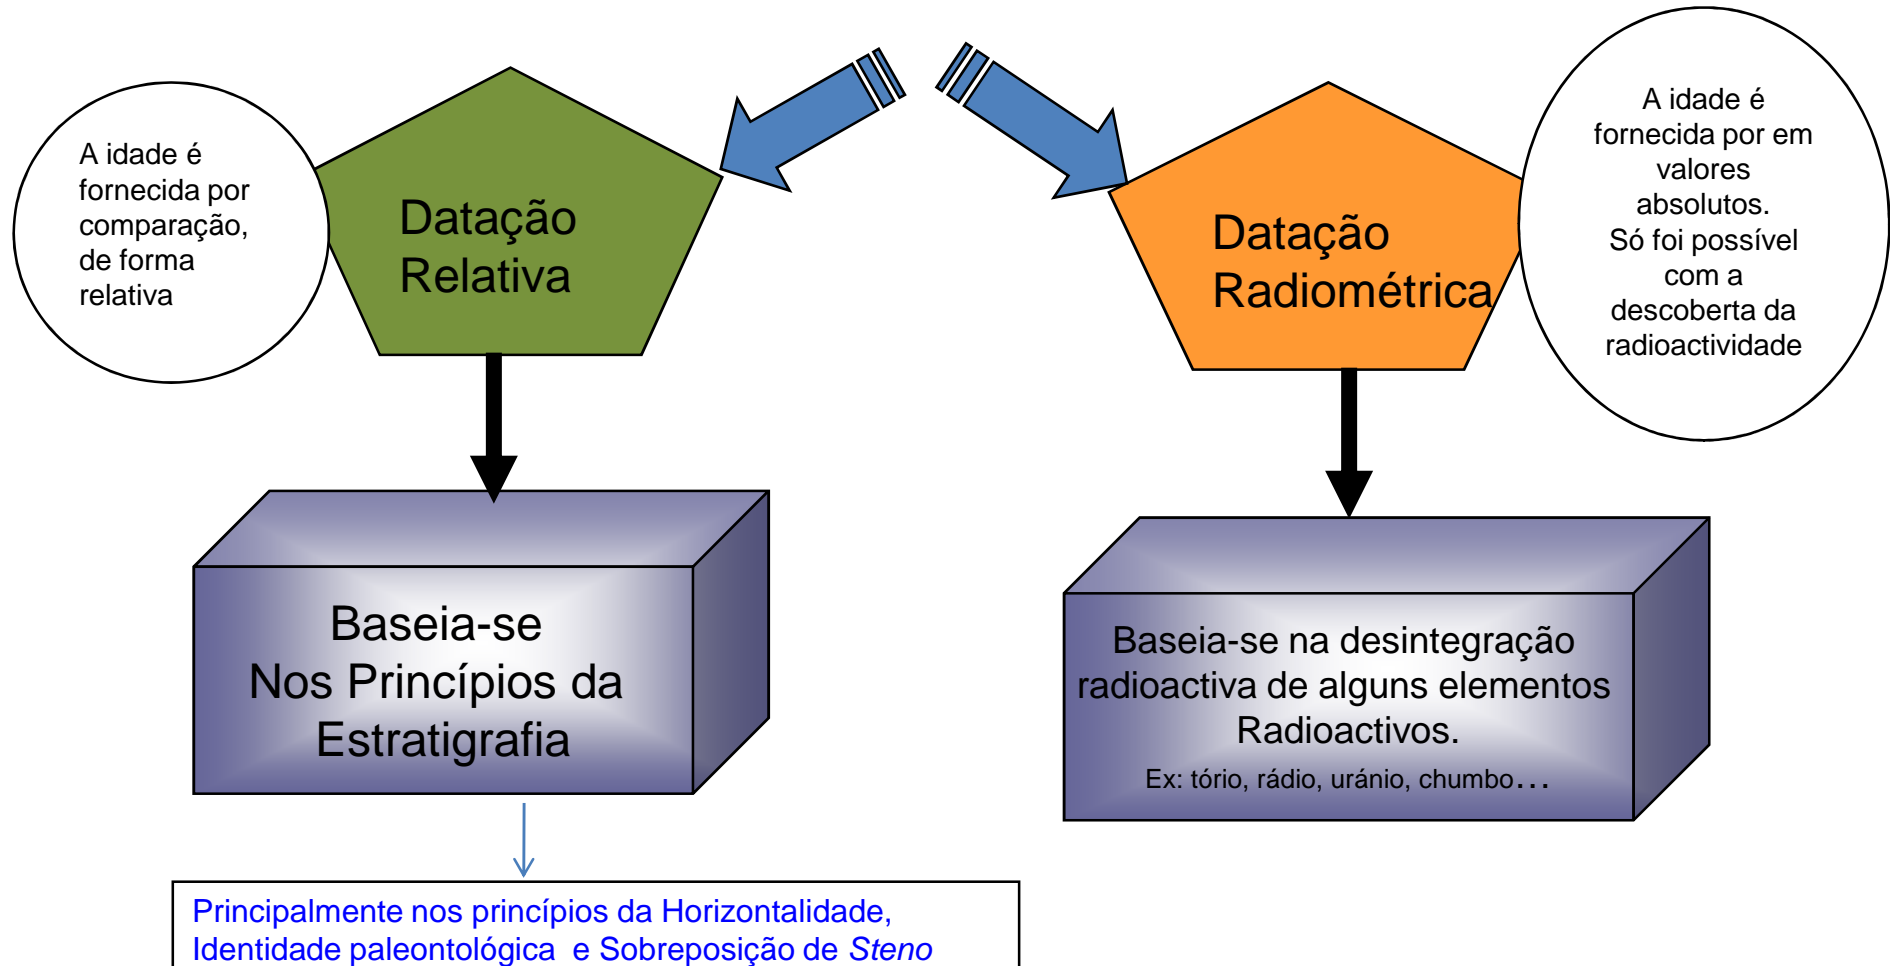 A idade é
fornecida por
comparação,
de forma
relativa
Datação
Relativa
Datação
Radiométrica
A idade é
fornecida por em
valores
absolutos.
Só foi possível
com a
descoberta da
radioactividade
Baseia-se
Nos Princípios da
Estratigrafia
Baseia-se na desintegração
radioactiva de alguns elementos
Radioactivos.
Ex: tório, rádio, uránio, chumbo...
Principalmente nos princípios da Horizontalidade,
Identidade paleontológica e Sobreposição de Steno